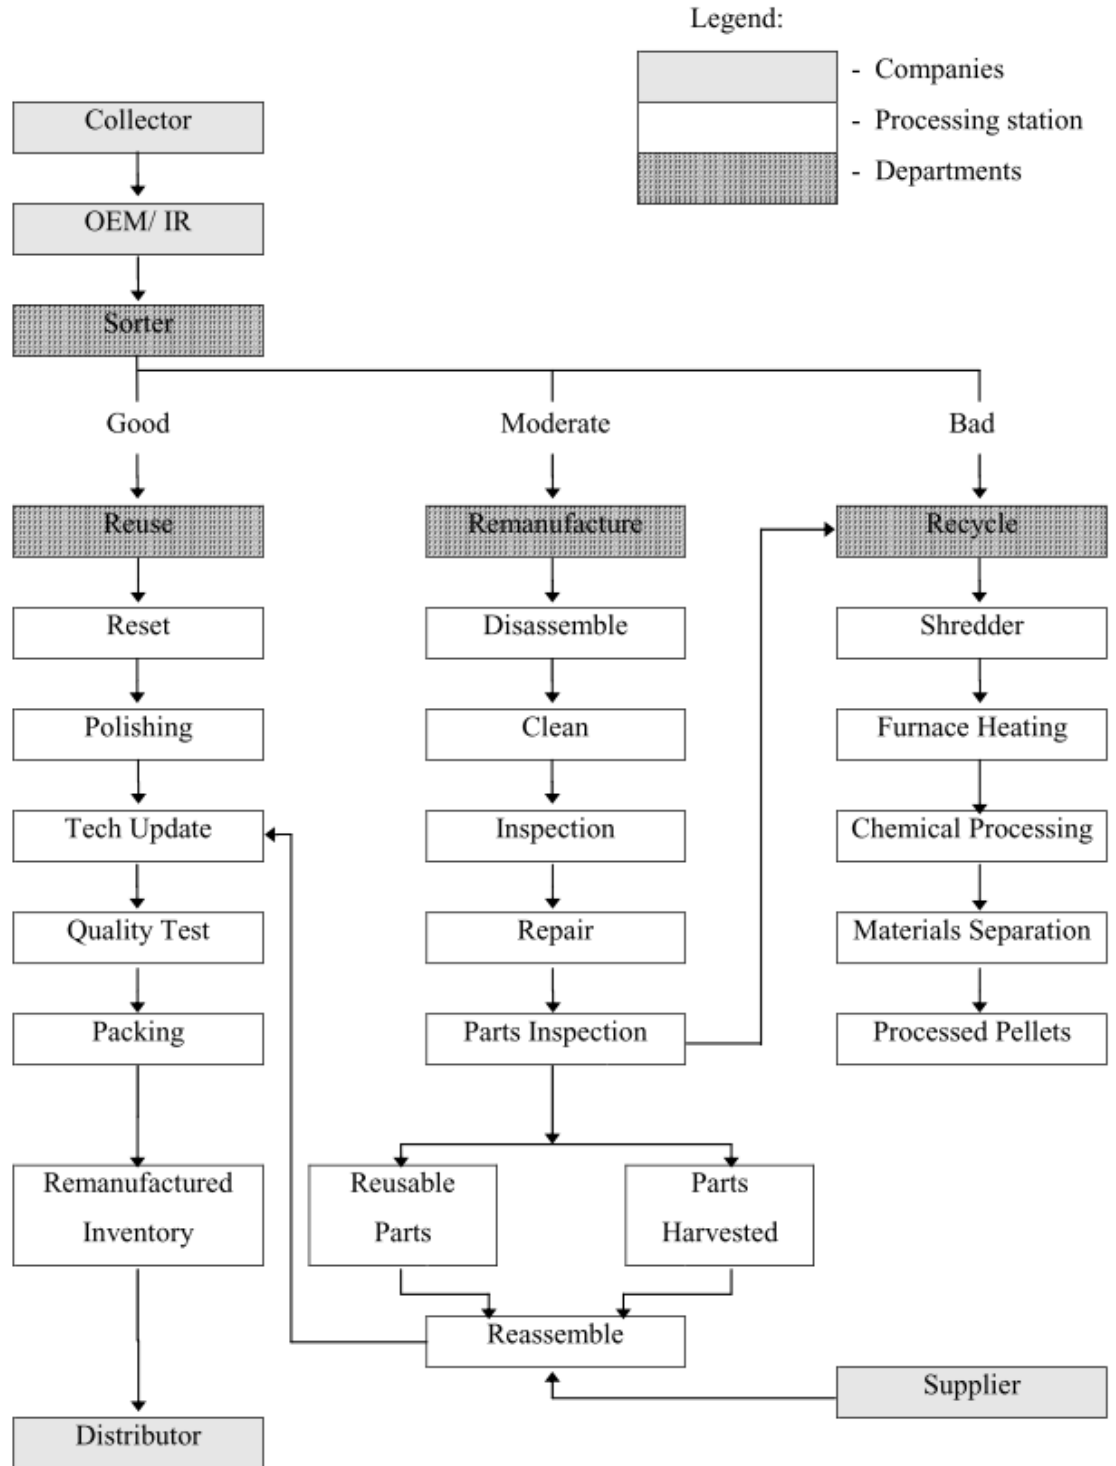 Legend:
- Companies
- Processing station
- Departments
Collector
OEM/ IR
Sorter
Good
Moderate
Bad
Reuse
Remanufacture
Recycle
Reset
Disassemble
Shredder
Polishing
Clean
Furnace Heating
Tech Update
Inspection
Chemical Processing
Quality Test
Repair
Materials Separation
Packing
Parts Inspection
Processed Pellets
Remanufactured
Inventory
Reusable
Parts
Parts
Harvested
Reassemble
Supplier
Distributor